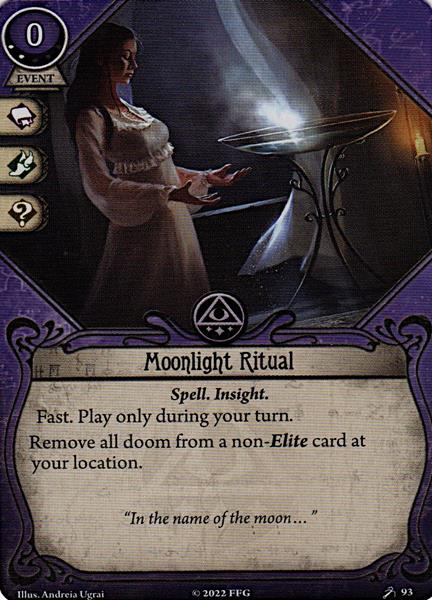 0
EVENT
?
Moonlight Ritual
Spell. Insight.
Fast. Play only during your turn.
Remove all doom from a non-Elite card at
your location.
“In the name of the moon…”
Illus. Andreia Ugrai
© 2022 FFG
93